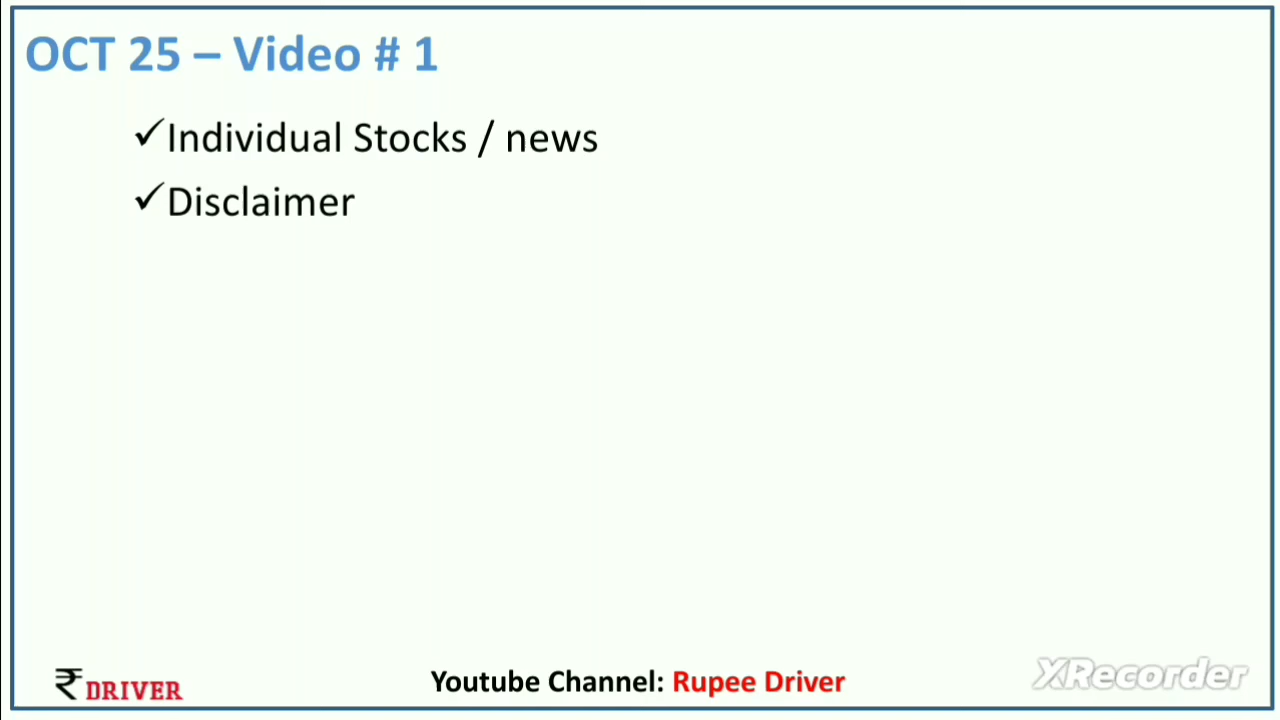 OCT 25 – Video # 1
✓Individual Stocks / news
✓Disclaimer
₹ DRIVER
Youtube Channel: Rupee Driver
XRecorder